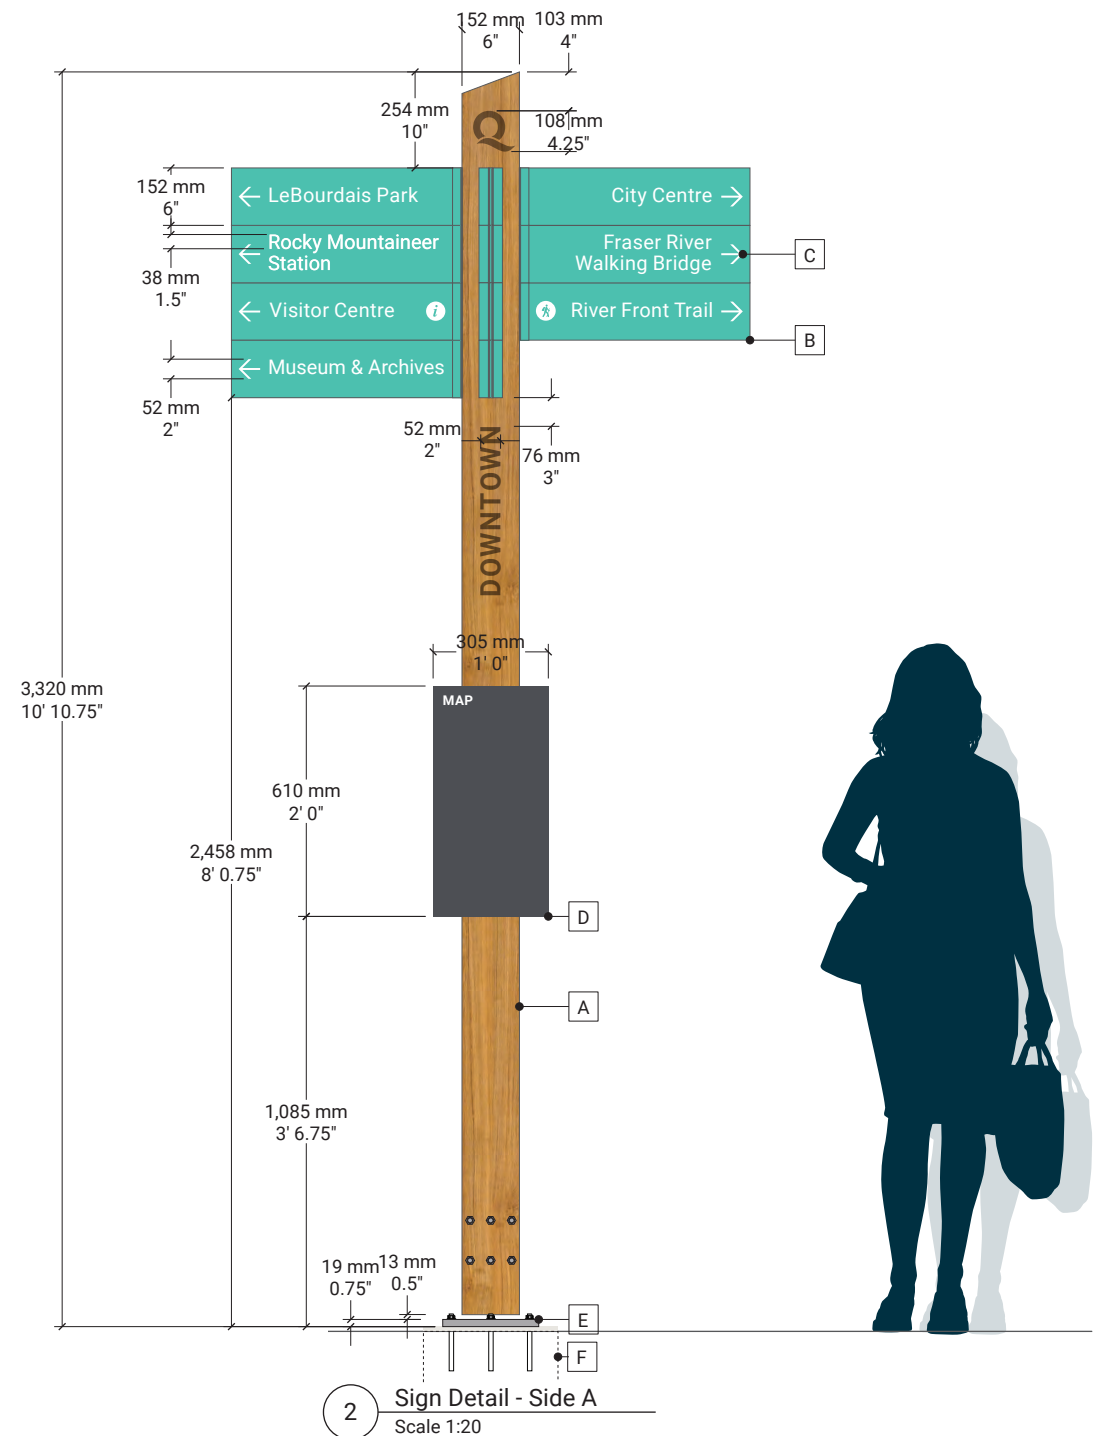 152 mm
6"
103 mm
4"
254 mm
10"
Q
108 mm
4.25"
152 mm
6"
LeBourdais Park
City Centre
Rocky Mountaineer
Station
Fraser River
Walking Bridge
C
38 mm
1.5"
Visitor Centre
i
River Front Trail
B
Museum & Archives
52 mm
2"
52 mm
2"
76 mm
3"
DOWNTOWN
305 mm
1' 0"
MAP
3,320 mm
10' 10.75"
610 mm
2' 0"
2,458 mm
8' 0.75"
D
A
1,085 mm
3' 6.75"
19 mm
0.75"
13 mm
0.5"
E
F
2
Sign Detail - Side A
Scale 1:20